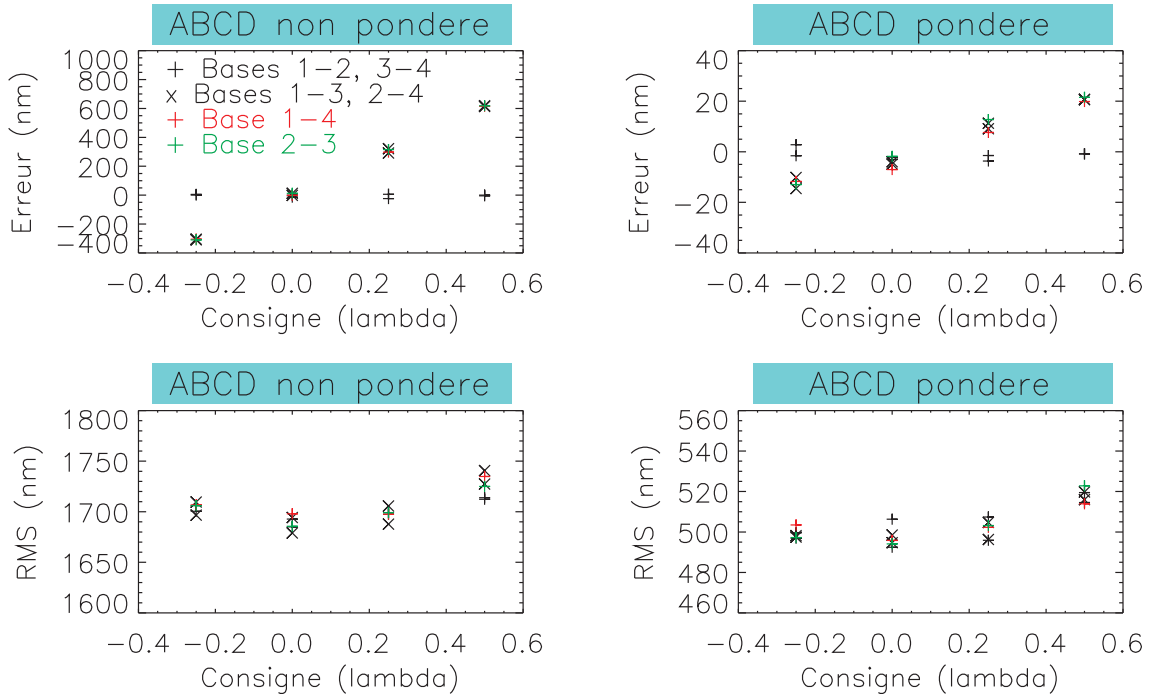 ABCD non pondere
Erreur (nm)
1000
800
600
400
200
0
−200
−400
+ Bases 1−2, 3−4
× Bases 1−3, 2−4
+ Base 1−4
+ Base 2−3
−0.4 −0.2 0.0 0.2 0.4 0.6
Consigne (lambda)
ABCD pondere
Erreur (nm)
40
20
0
−20
−40
−0.4 −0.2 0.0 0.2 0.4 0.6
Consigne (lambda)
ABCD non pondere
RMS (nm)
1800
1750
1700
1650
1600
−0.4 −0.2 0.0 0.2 0.4 0.6
Consigne (lambda)
ABCD pondere
RMS (nm)
560
540
520
500
480
460
−0.4 −0.2 0.0 0.2 0.4 0.6
Consigne (lambda)